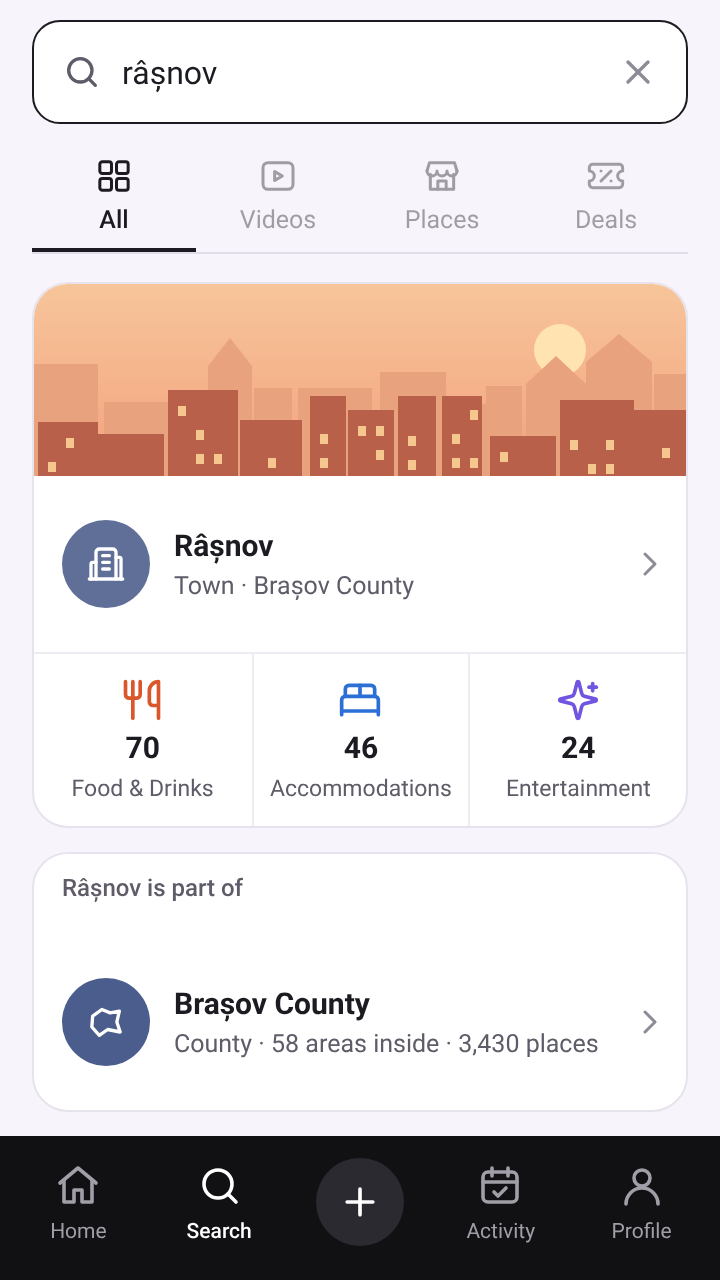 râșnov
All
Videos
Places
Deals
Râșnov
Town · Brașov County
70
Food & Drinks
46
Accommodations
24
Entertainment
Râșnov is part of
Brașov County
County · 58 areas inside · 3,430 places
Home
Search
Activity
Profile